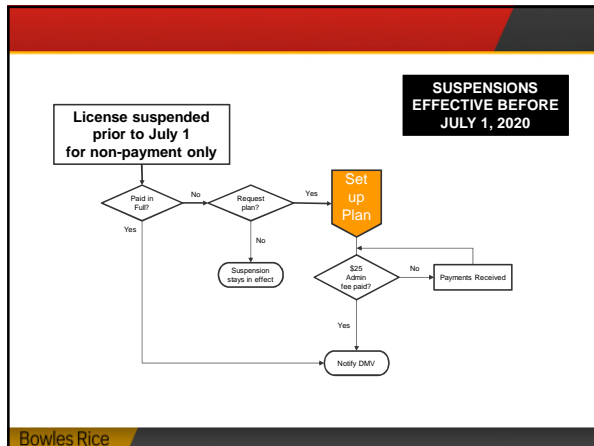 SUSPENSIONS
EFFECTIVE BEFORE
JULY 1, 2020
License suspended
prior to July 1
for non-payment only
Paid in
Full?
No
Request
plan?
Yes
Set
up
Plan
Yes
No
Suspension
stays in effect
$25
Admin
fee paid?
No
Payments Received
Yes
Notify DMV
Bowles Rice